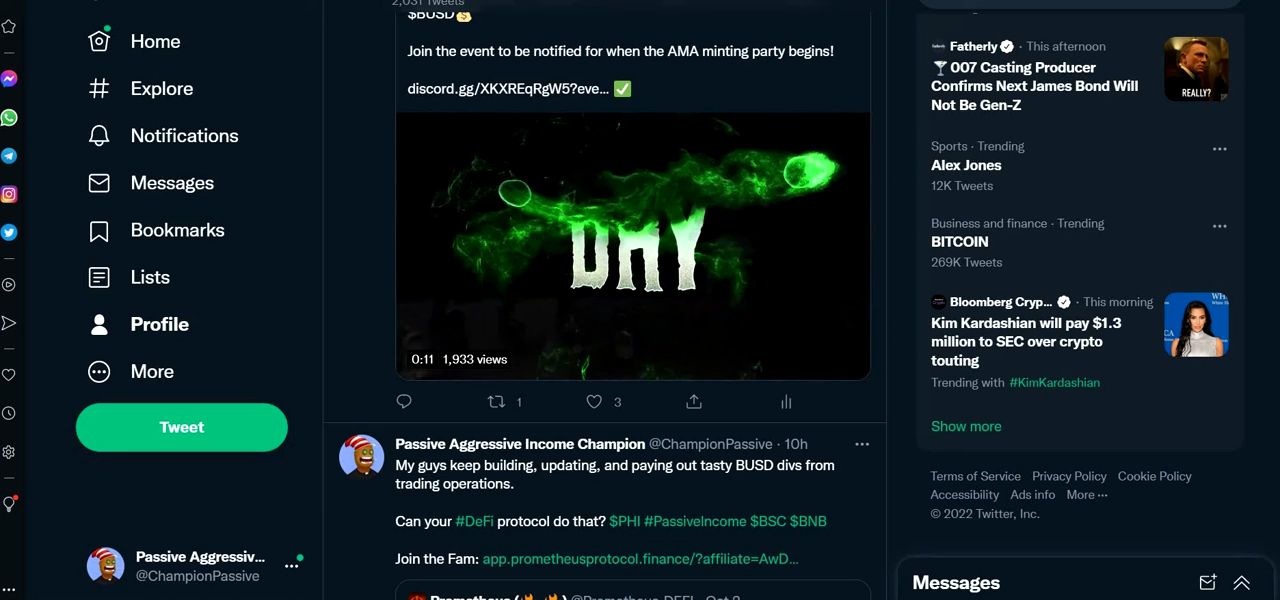 2,031 Tweets
Home
Explore
Notifications
Messages
Bookmarks
Lists
Profile
More
Tweet
Passive Aggressiv...
@ChampionPassive
$BUSD💰
Join the event to be notified for when the AMA minting party begins!
discord.gg/XKXREqRgW5?eve... ✅
DAY
0:11 1,933 views
1
3
Passive Aggressive Income Champion @ChampionPassive · 10h
My guys keep building, updating, and paying out tasty BUSD divs from
trading operations.
Can your #DeFi protocol do that? $PHI #PassiveIncome $BSC $BNB
Join the Fam: app.prometheusprotocol.finance/?affiliate=AwD...
Fatherly · This afternoon
🍸007 Casting Producer
Confirms Next James Bond Will
Not Be Gen-Z
REALLY?
Sports · Trending
Alex Jones
12K Tweets
Business and finance · Trending
BITCOIN
269K Tweets
Bloomberg Cryp... · This morning
Kim Kardashian will pay $1.3
million to SEC over crypto
touting
Trending with #KimKardashian
Show more
Terms of Service Privacy Policy Cookie Policy
Accessibility Ads info More ···
© 2022 Twitter, Inc.
Messages